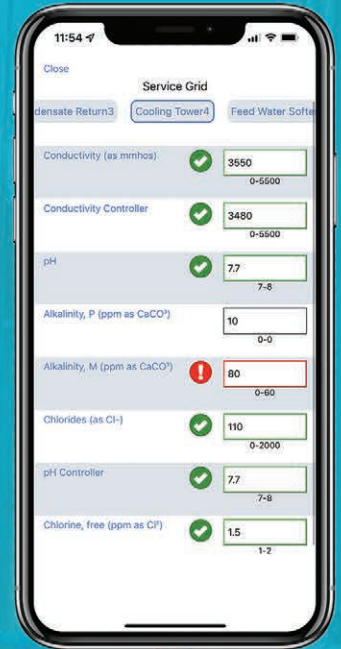 11:54
Close
Service Grid
densate Return3 Cooling Tower4 Feed Water Softe
Conductivity (as mmhos) 3550
0-5500
Conductivity Controller 3480
0-5500
pH 7.7
7-8
Alkalinity, P (ppm as CaCO³) 10
0-0
Alkalinity, M (ppm as CaCO³) 80
0-60
Chlorides (as Cl-) 110
0-2000
pH Controller 7.7
7-8
Chlorine, free (ppm as Cl²) 1.5
1-2